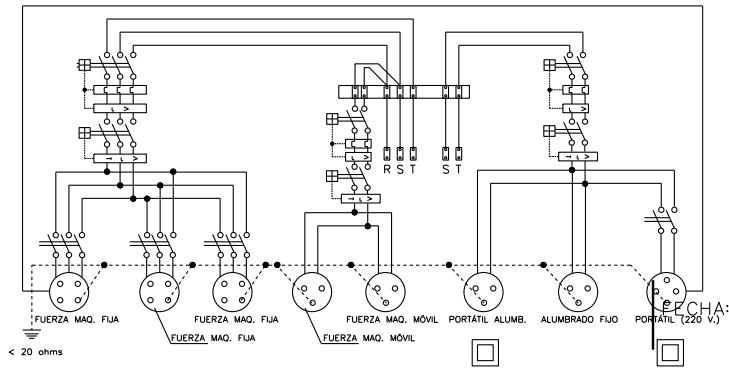 R S T S T
FUERZA MAQ. FIJA FUERZA MAQ. FIJA FUERZA MAQ. MÓVIL PORTÁTIL ALUMB. ALUMBRADO FIJO PORTÁTIL (220 V.)
FECHA:
FUERZA MAQ. FIJA FUERZA MAQ. MÓVIL
< 20 ohms